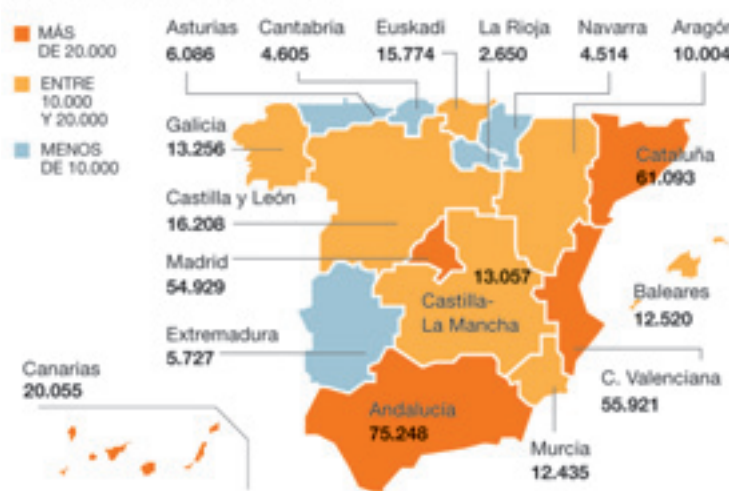 MÁS
DE 20.000
ENTRE
10.000
Y 20.000
MENOS
DE 10.000
Asturias
6.086
Cantabria
4.605
Euskadi
15.774
La Rioja
2.650
Navarra
4.514
Aragón
10.004
Galicia
13.256
Cataluña
61.093
Castilla y León
16.208
Madrid
54.929
13.057
Castilla-
La Mancha
Baleares
12.520
Extremadura
5.727
Canarias
20.055
C. Valenciana
55.921
Andalucía
75.248
Murcia
12.435